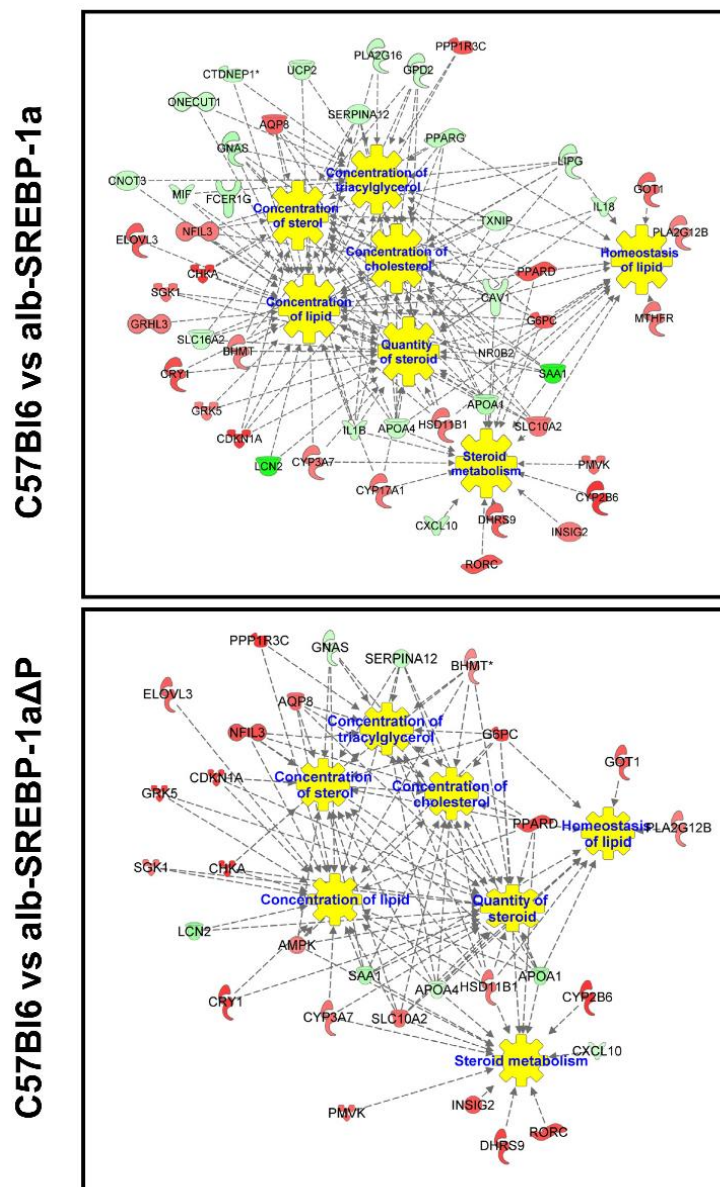 C57Bl6 vs alb-SREBP-1a
PPP1R3C
PLA2G16
CTDNEP1*
UCP2
GPD2
ONECUT1
SERPINA12
AQP8
PPARG
GNAS
LIPG
CNOT3
Concentration of
triacylglycerol
MIF
FCER1G
GOT1
IL18
Concentration
of sterol
TXNIP
NFIL3
PLA2G12B
ELOVL3
Concentration of
cholesterol
Homeostasis
of lipid
CHKA
PPARD
SGK1
CAV1
Concentration
of lipid
G6PC
MTHFR
GRHL3
SLC16A2
Quantity
of steroid
BHMT
NR0B2
CRY1
SAA1
GRK5
APOA1
HSD11B1
SLC10A2
CDKN1A
IL1B
APOA4
Steroid
metabolism
LCN2
CYP3A7
PMVK
CYP17A1
CYP2B6
CXCL10
DHRS9
INSIG2
RORC
C57Bl6 vs alb-SREBP-1aΔP
PPP1R3C
GNAS
SERPINA12
BHMT*
ELOVL3
AQP8
Concentration of
triacylglycerol
NFIL3
G6PC
GOT1
CDKN1A
Concentration
of sterol
Concentration of
cholesterol
GRK5
PPARD
Homeostasis
of lipid
PLA2G12B
SGK1
CHKA
Concentration of lipid
Quantity of
steroid
LCN2
AMPK
SAA1
APOA4
HSD11B1
APOA1
CRY1
CYP2B6
CYP3A7
SLC10A2
CXCL10
Steroid metabolism
PMVK
INSIG2
RORC
DHRS9